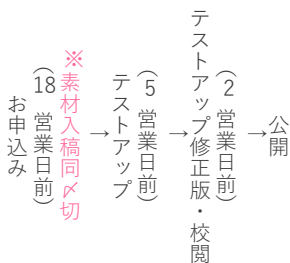 お申込み
（18 営業日前）
※素材入稿同〆切
→
テストアップ
（5 営業日前）
→
テストアップ修正版・校閲
（2 営業日前）
→
公開